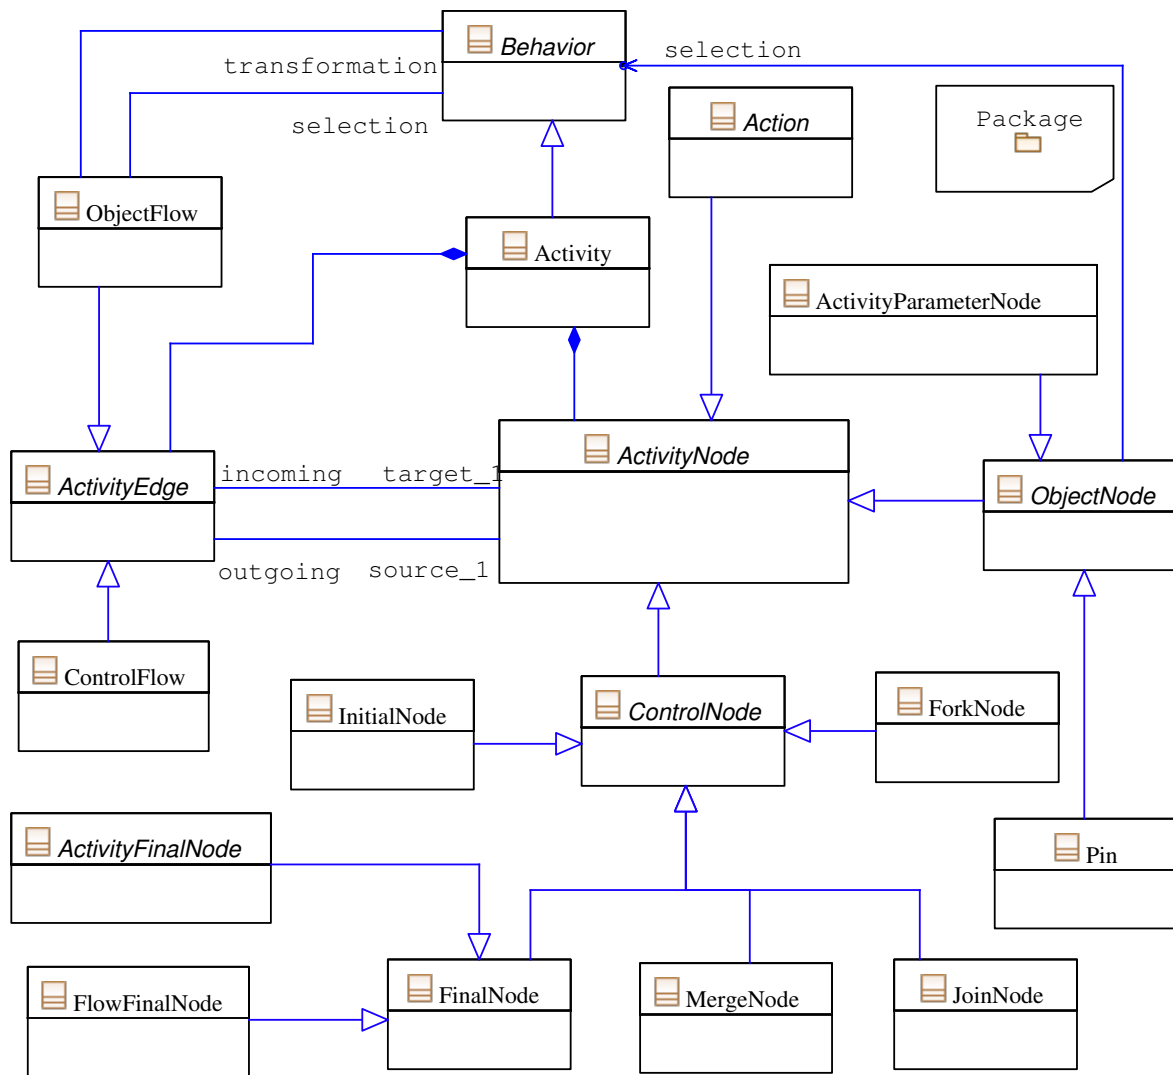 Behavior
selection
transformation
selection
Action
Package
ObjectFlow
Activity
ActivityParameterNode
ActivityNode
ActivityEdge
incoming
target_1
ObjectNode
outgoing
source_1
ControlFlow
InitialNode
ControlNode
ForkNode
ActivityFinalNode
Pin
FlowFinalNode
FinalNode
MergeNode
JoinNode